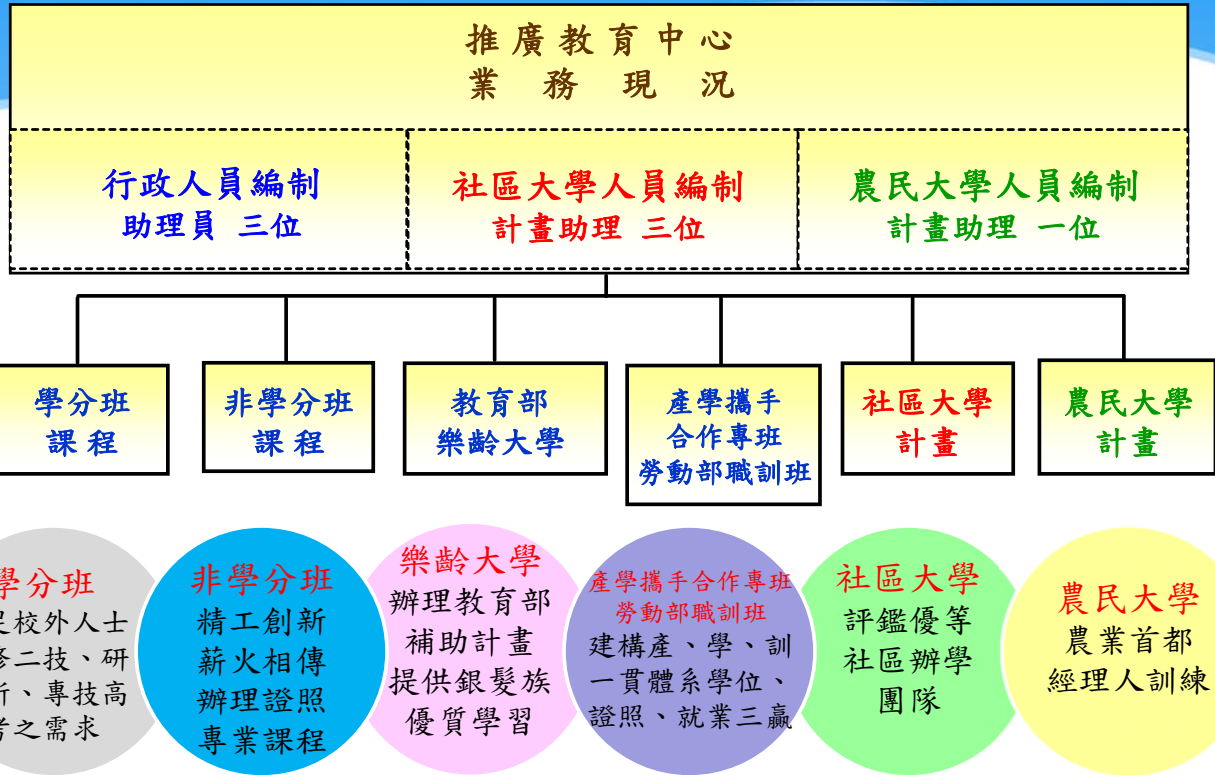 推廣教育中心
業務現況
行政人員編制
助理員 三位
社區大學人員編制
計畫助理 三位
農民大學人員編制
計畫助理 一位
學分班
課程
非學分班
課程
教育部
樂齡大學
產學攜手
合作專班
勞動部職訓班
社區大學
計畫
農民大學
計畫
學分班
校外人士
二技、研
、專技高
之需求
非學分班
精工創新
薪火相傳
辦理證照
專業課程
樂齡大學
辦理教育部
補助計畫
提供銀髮族
優質學習
產學攜手合作專班
勞動部職訓班
建構產、學、訓
一貫體系學位、
證照、就業三贏
社區大學
評鑑優等
社區辦學
團隊
農民大學
農業首都
經理人訓練